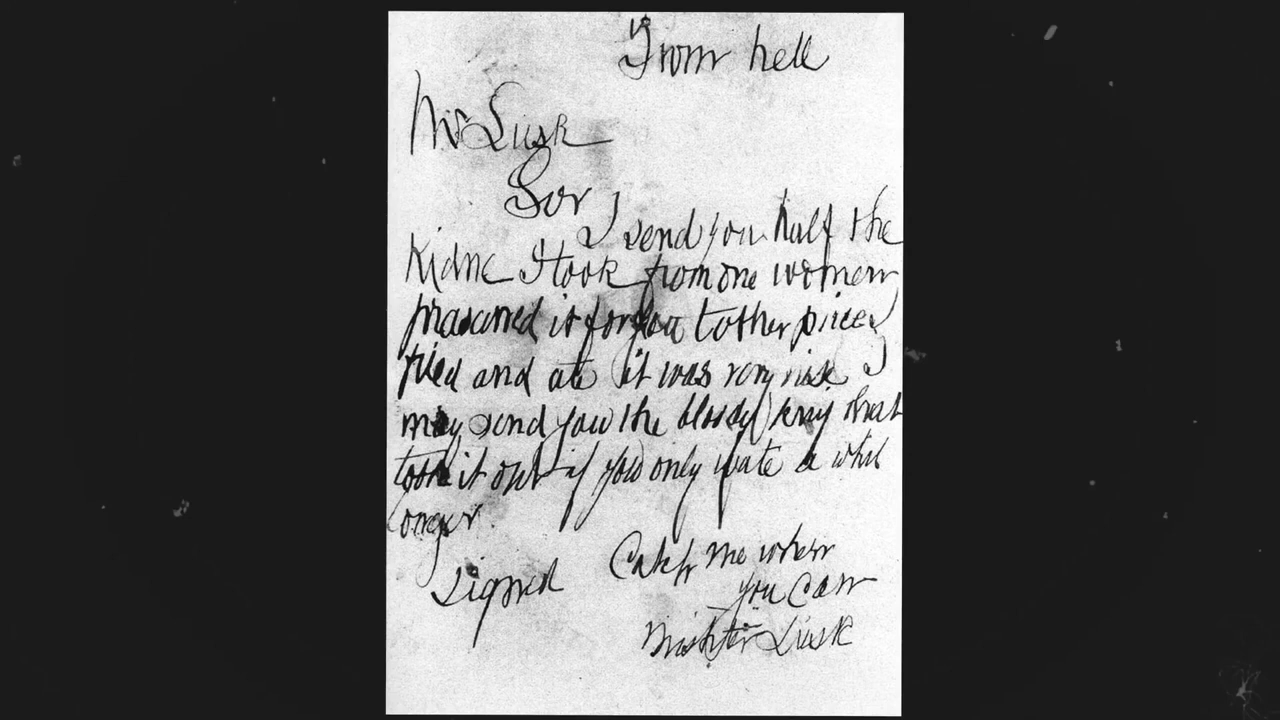 From hell
Mr Lusk
Sor
I send you half the
Kidne I took from one women
prasarved it for you tother piece I
fried and ate it was very nise I
may send you the bloody knif that
took it out if you only wate a whil
longer.
signed Catch me when
you Can
Mishter Lusk